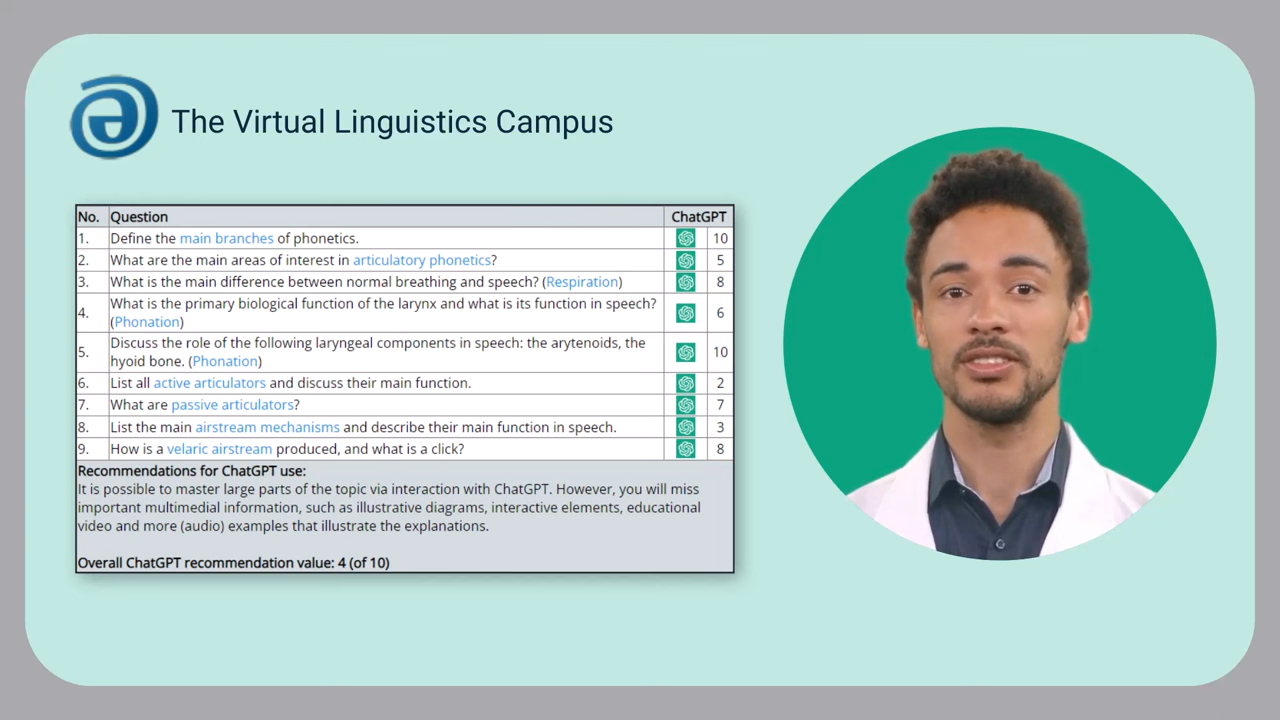 The Virtual Linguistics Campus
No. Question ChatGPT
1. Define the main branches of phonetics. 10
2. What are the main areas of interest in articulatory phonetics? 5
3. What is the main difference between normal breathing and speech? (Respiration) 8
4. What is the primary biological function of the larynx and what is its function in speech?
(Phonation) 6
5. Discuss the role of the following laryngeal components in speech: the arytenoids, the
hyoid bone. (Phonation) 10
6. List all active articulators and discuss their main function. 2
7. What are passive articulators? 7
8. List the main airstream mechanisms and describe their main function in speech. 3
9. How is a velaric airstream produced, and what is a click? 8
Recommendations for ChatGPT use:
It is possible to master large parts of the topic via interaction with ChatGPT. However, you will miss
important multimedial information, such as illustrative diagrams, interactive elements, educational
video and more (audio) examples that illustrate the explanations.
Overall ChatGPT recommendation value: 4 (of 10)